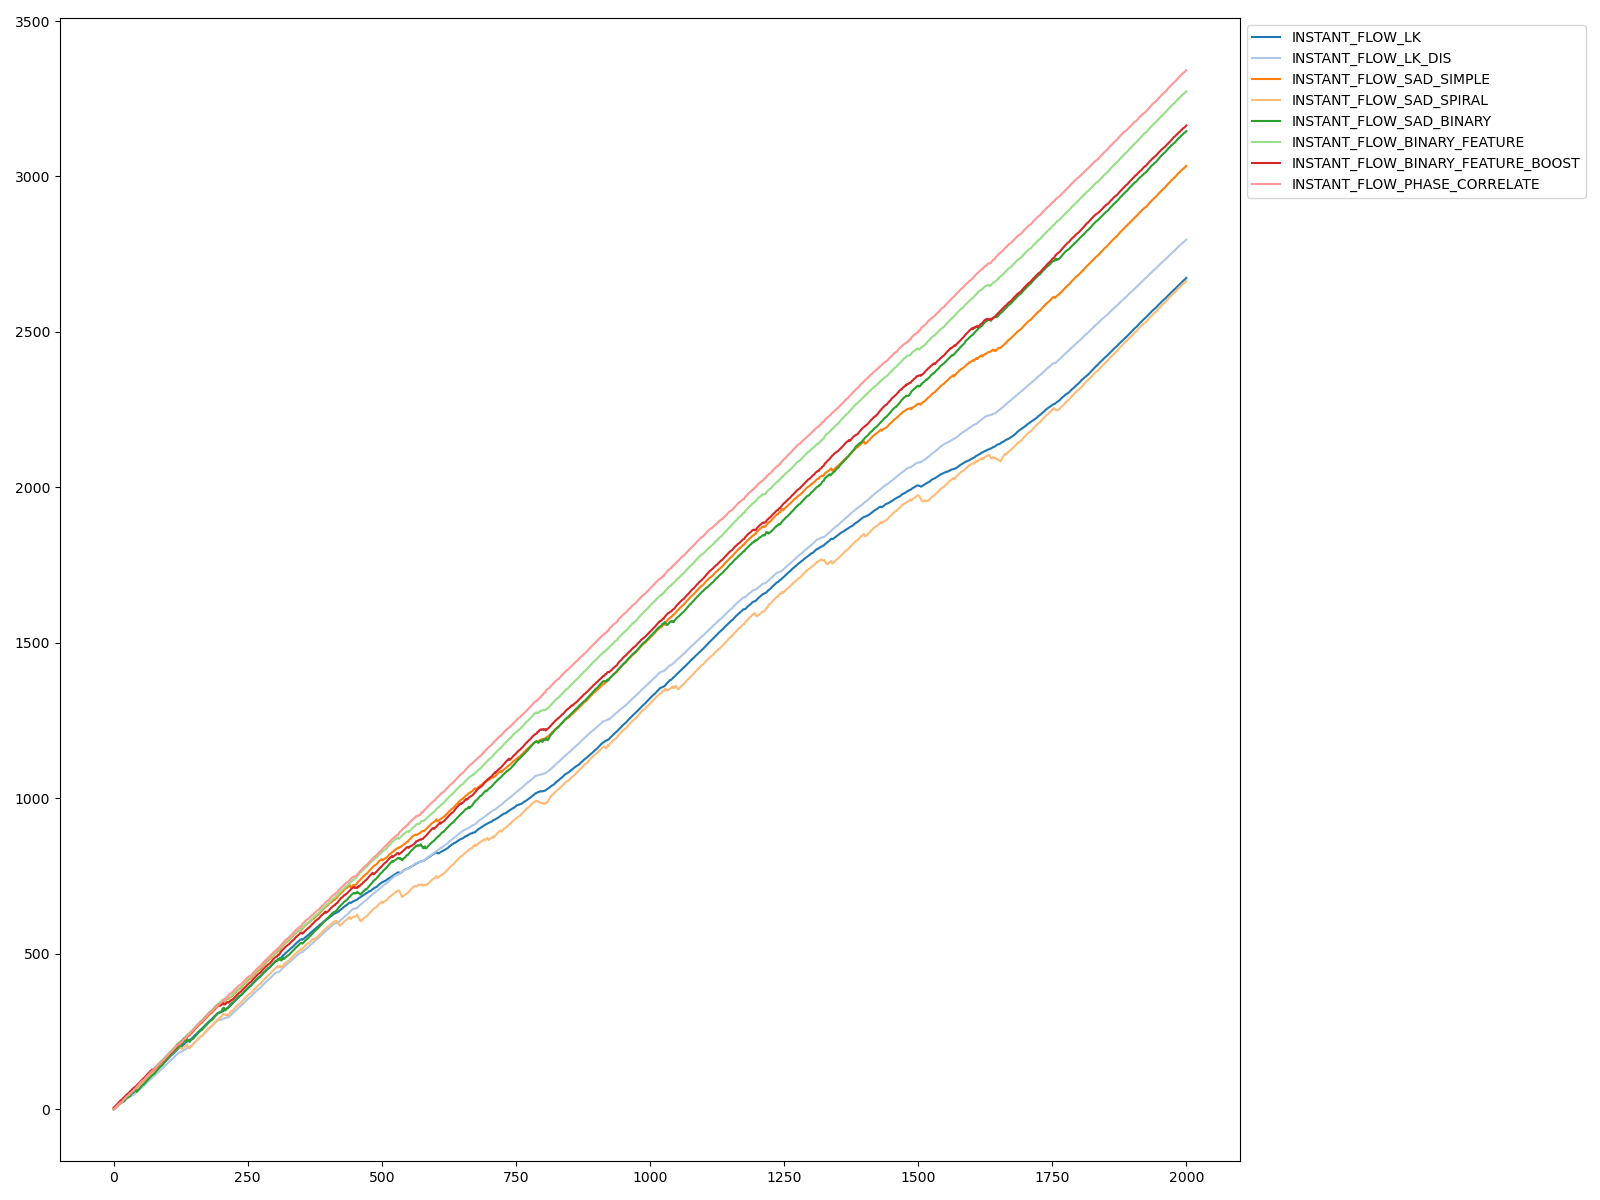 3500
3000
2500
2000
1500
1000
500
0
0 250 500 750 1000 1250 1500 1750 2000
INSTANT_FLOW_LK
INSTANT_FLOW_LK_DIS
INSTANT_FLOW_SAD_SIMPLE
INSTANT_FLOW_SAD_SPIRAL
INSTANT_FLOW_SAD_BINARY
INSTANT_FLOW_BINARY_FEATURE
INSTANT_FLOW_BINARY_FEATURE_BOOST
INSTANT_FLOW_PHASE_CORRELATE